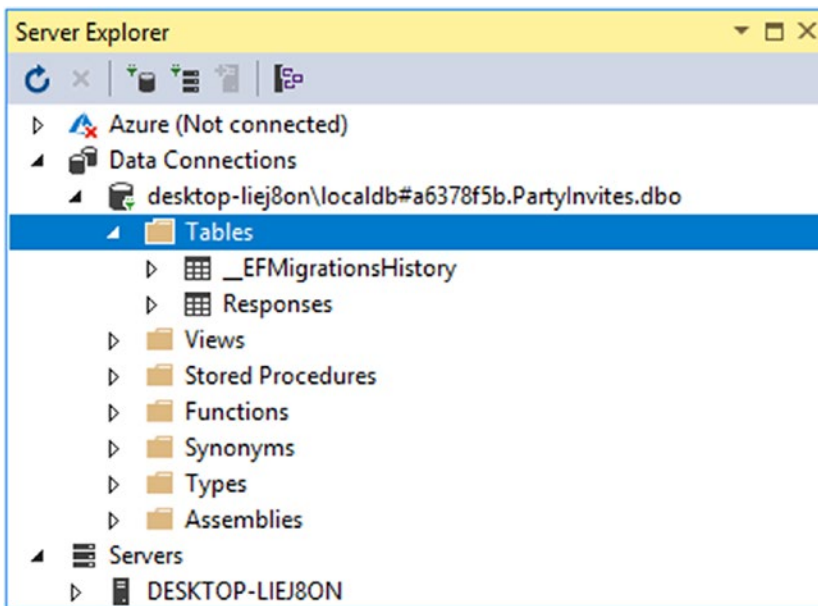 Server Explorer
Azure (Not connected)
Data Connections
desktop-liej8on\localdb#a6378f5b.PartyInvites.dbo
Tables
__EFMigrationsHistory
Responses
Views
Stored Procedures
Functions
Synonyms
Types
Assemblies
Servers
DESKTOP-LIEJ8ON